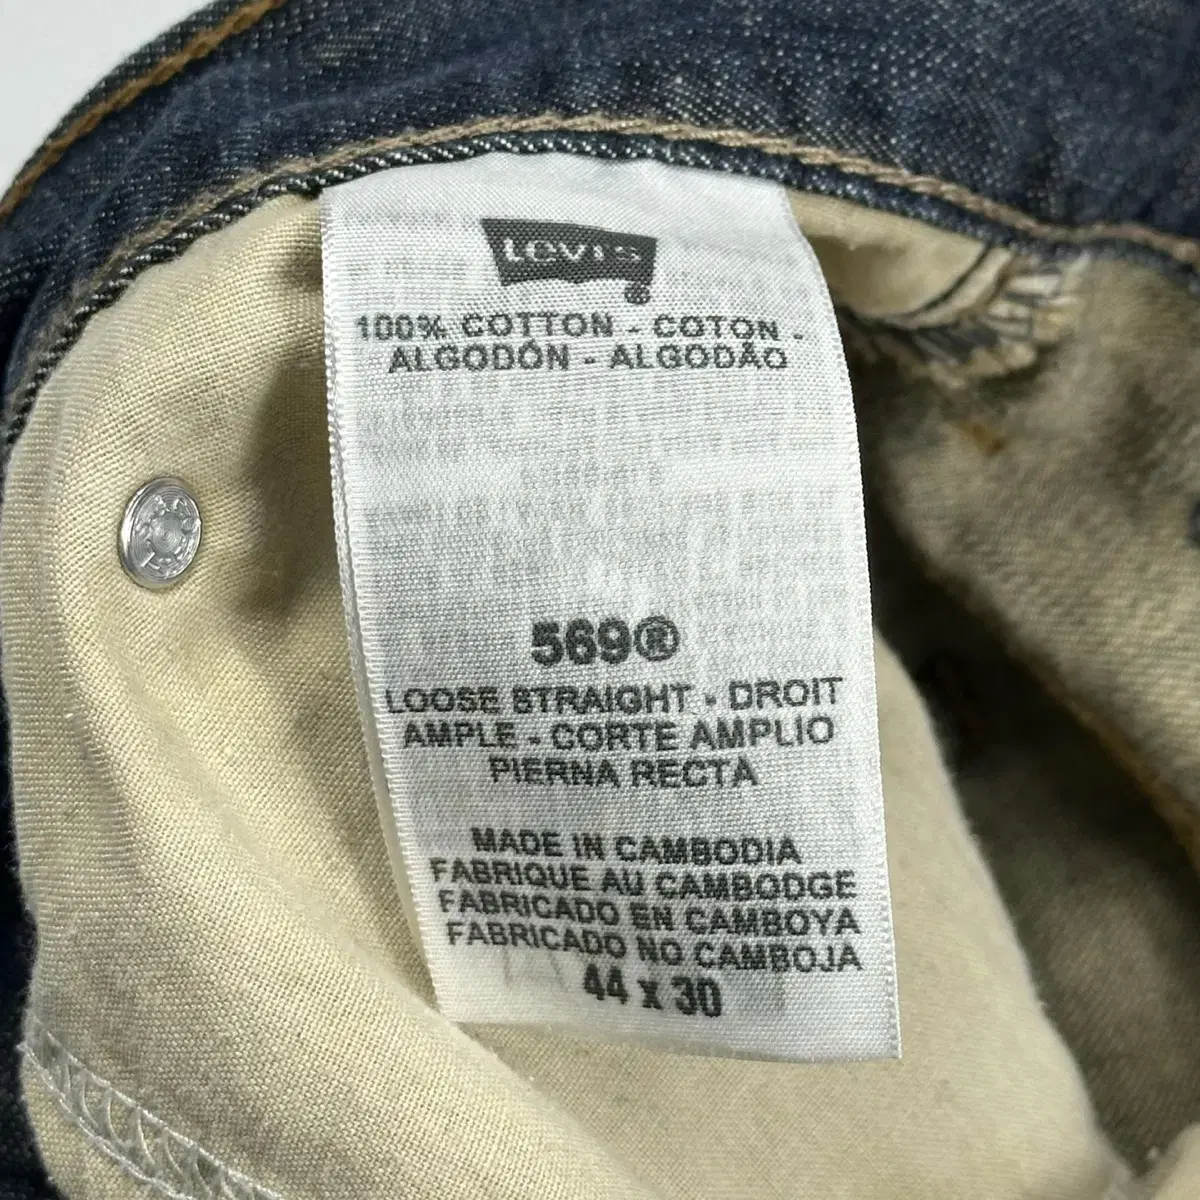 Levi's
100% COTTON - COTON -
ALGODÓN - ALGODÃO
569®
LOOSE STRAIGHT - DROIT
AMPLE - CORTE AMPLIO
PIERNA RECTA
MADE IN CAMBODIA
FABRIQUE AU CAMBODGE
FABRICADO EN CAMBOYA
FABRICADO NO CAMBOJA
44 x 30